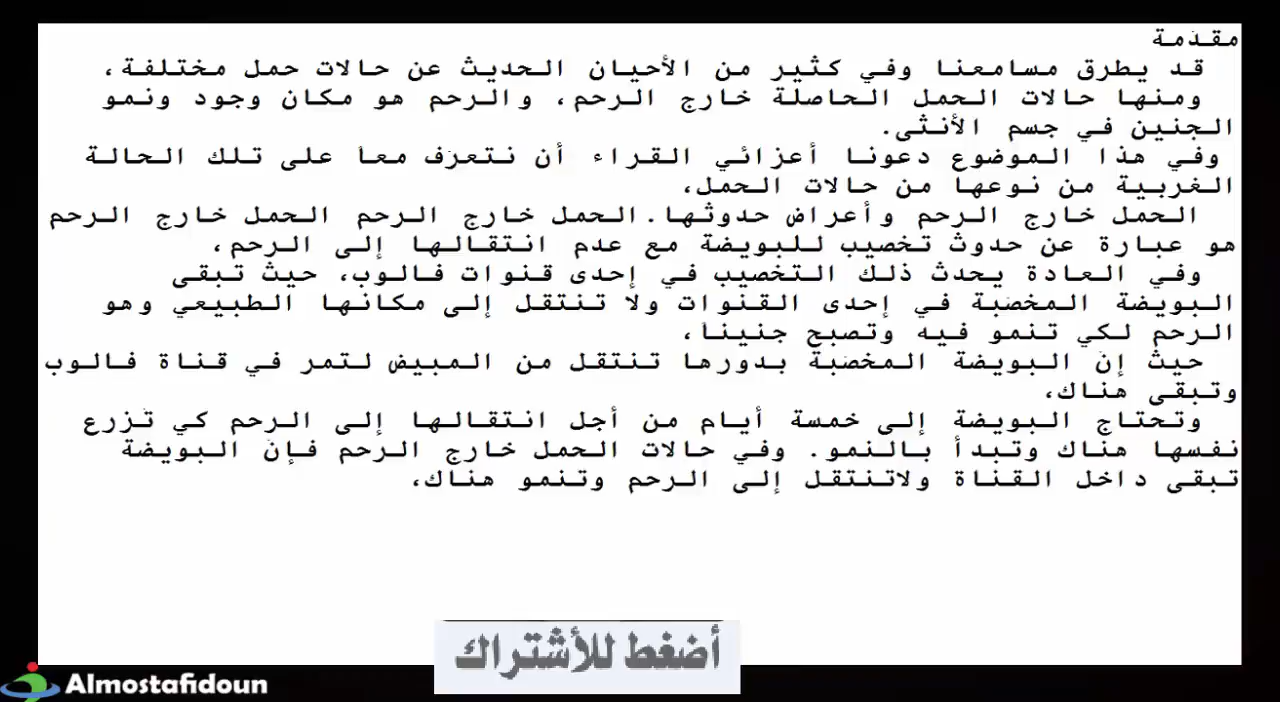 مقدمة
قد يطرق مسامعنا وفي كثير من الأحيان الحديث عن حالات حمل مختلفة،
ومنها حالات الحمل الحاصلة خارج الرحم، والرحم هو مكان وجود ونمو
الجنين في جسم الأنثى.
وفي هذا الموضوع دعونا أعزائي القراء أن نتعرف معاً على تلك الحالة
الغربية من نوعها من حالات الحمل،
الحمل خارج الرحم وأعراض حدوثها.الحمل خارج الرحم الحمل خارج الرحم
هو عبارة عن حدوث تخصيب للبويضة مع عدم انتقالها إلى الرحم،
وفي العادة يحدث ذلك التخصيب في إحدى قنوات فالوب، حيث تبقى
البويضة المخصبة في إحدى القنوات ولا تنتقل إلى مكانها الطبيعي وهو
الرحم لكي تنمو فيه وتصبح جنيناً،
حيث إن البويضة المخصبة بدورها تنتقل من المبيض لتمر في قناة فالوب
وتبقى هناك،
وتحتاج البويضة إلى خمسة أيام من أجل انتقالها إلى الرحم كي تزرع
نفسها هناك وتبدأ بالنمو. وفي حالات الحمل خارج الرحم فإن البويضة
تبقى داخل القناة ولاتنتقل إلى الرحم وتنمو هناك،
أضغط للأشتراك
Almostafidoun